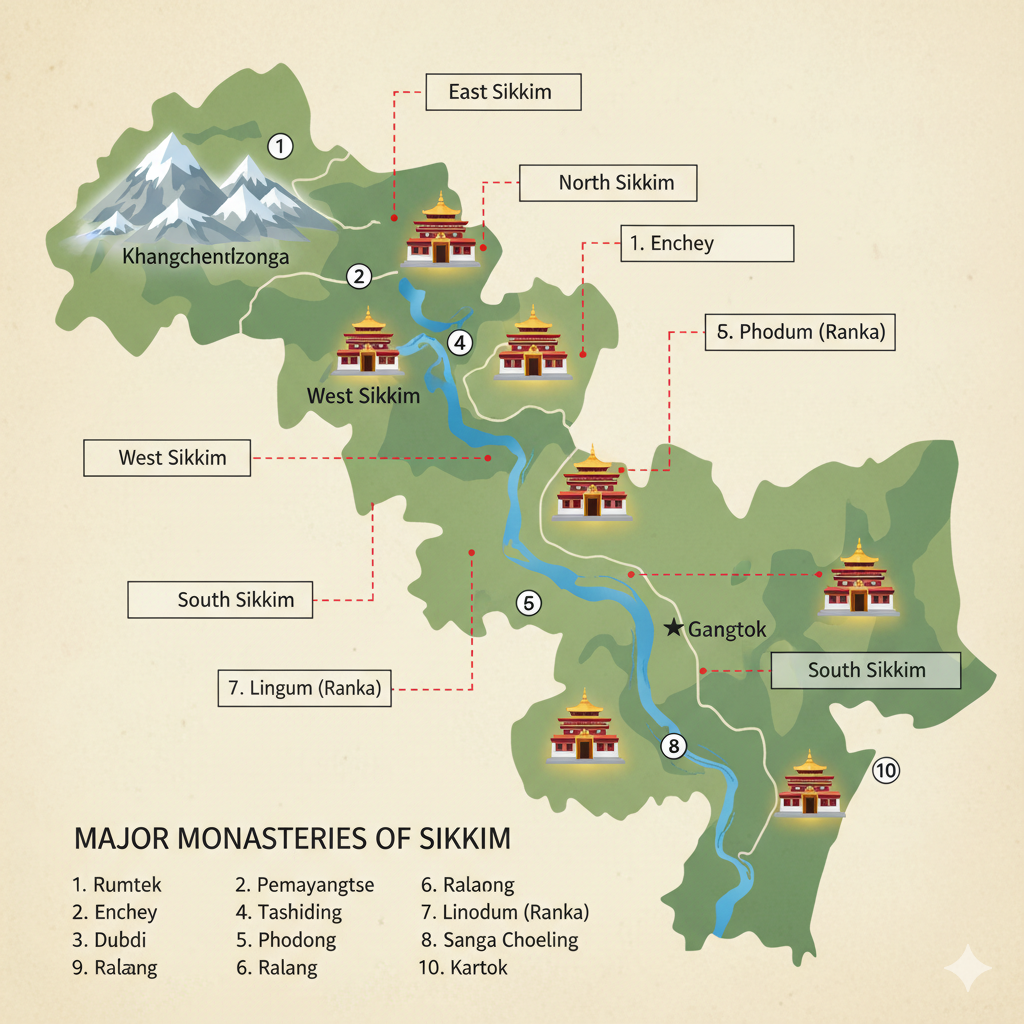 East Sikkim
1
North Sikkim
1. Enchey
Khangchentlzonga
2
5. Phodum (Ranka)
4
West Sikkim
West Sikkim
South Sikkim
5
Gangtok
South Sikkim
7. Lingum (Ranka)
8
10
MAJOR MONASTERIES OF SIKKIM
1. Rumtek
2. Enchey
3. Dubdi
9. Ralang
2. Pemayangtse
4. Tashiding
5. Phodong
6. Ralang
6. Ralaong
7. Linodum (Ranka)
8. Sanga Choeling
10. Kartok